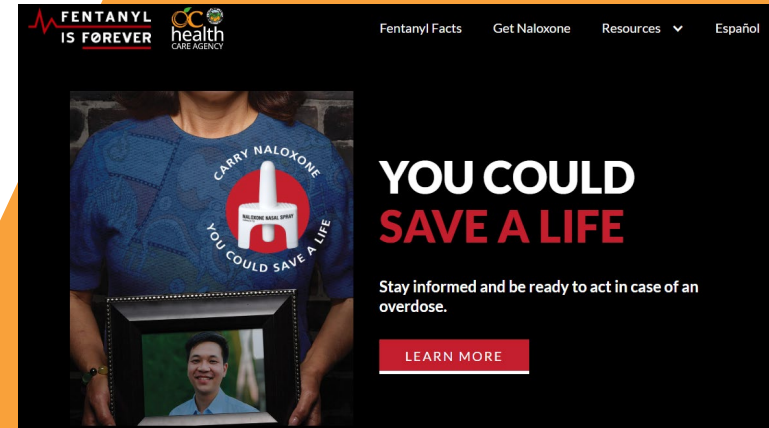 FENTANYL
IS FØREVER
OC
health
CARE AGENCY
Fentanyl Facts
Get Naloxone
Resources
Español
CARRY NALOXONE
NALOXONE NASAL SPRAY
YOU COULD SAVE A LIFE
YOU COULD
SAVE A LIFE
Stay informed and be ready to act in case of an
overdose.
LEARN MORE